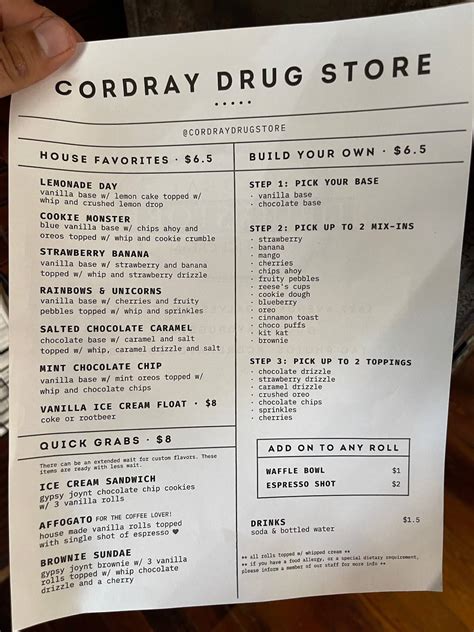 CORDRAY DRUG STORE
@CORDRAYDRUGSTORE
HOUSE FAVORITES · $6.5
LEMONADE DAY
vanilla base w/ lemon cake topped w/
whip and crushed lemon drop
COOKIE MONSTER
blue vanilla base w/ chips ahoy and
oreos topped w/ whip and cookie crumble
STRAWBERRY BANANA
vanilla base w/ strawberry and banana
topped w/ whip and strawberry drizzle
RAINBOWS & UNICORNS
vanilla base w/ cherries and fruity
pebbles topped w/ whip and sprinkles
SALTED CHOCOLATE CARAMEL
chocolate base w/ caramel and salt
topped w/ whip, caramel drizzle and salt
MINT CHOCOLATE CHIP
vanilla base w/ mint oreos topped w/
whip and chocolate chips
VANILLA ICE CREAM FLOAT · $8
coke or rootbeer
QUICK GRABS · $8
There can be an extended wait for custom flavors. These
items are ready with less wait.
ICE CREAM SANDWICH
gypsy joynt chocolate chip cookies
w/ 3 vanilla rolls
AFFOGATO FOR THE COFFEE LOVER!
house made vanilla rolls topped
with single shot of espresso ♥
BROWNIE SUNDAE
gypsy joynt brownie w/ 3 vanilla
rolls topped w/ whip chocolate
drizzle and a cherry
BUILD YOUR OWN · $6.5
STEP 1: PICK YOUR BASE
· vanilla base
· chocolate base
STEP 2: PICK UP TO 2 MIX-INS
· strawberry
· banana
· mango
· cherries
· chips ahoy
· fruity pebbles
· reese's cups
· cookie dough
· blueberry
· oreo
· cinnamon toast
· choco puffs
· kit kat
· brownie
STEP 3: PICK UP TO 2 TOPPINGS
· chocolate drizzle
· strawberry drizzle
· caramel drizzle
· crushed oreo
· chocolate chips
· sprinkles
· cherries
ADD ON TO ANY ROLL
WAFFLE BOWL $1
ESPRESSO SHOT $2
DRINKS $1.5
soda & bottled water
** all rolls topped w/ whipped cream **
** if you have a food allergy, or a special dietary requirement,
please inform a member of our staff for more info **